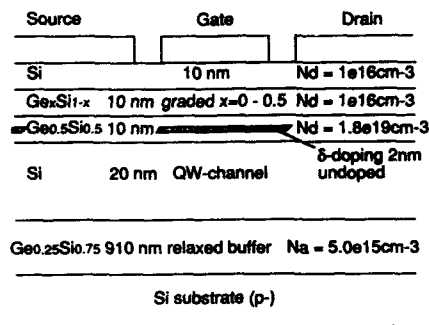 Source Gate Drain
Si 10 nm Nd = 1e16cm-3
GexSi1-x 10 nm graded x=0 - 0.5 Nd = 1e16cm-3
Ge0.5Si0.5 10 nm Nd = 1.8e19cm-3
δ-doping 2nm
undoped
Si 20 nm QW-channel
Ge0.25Si0.75 910 nm relaxed buffer Na = 5.0e15cm-3
Si substrate (p-)